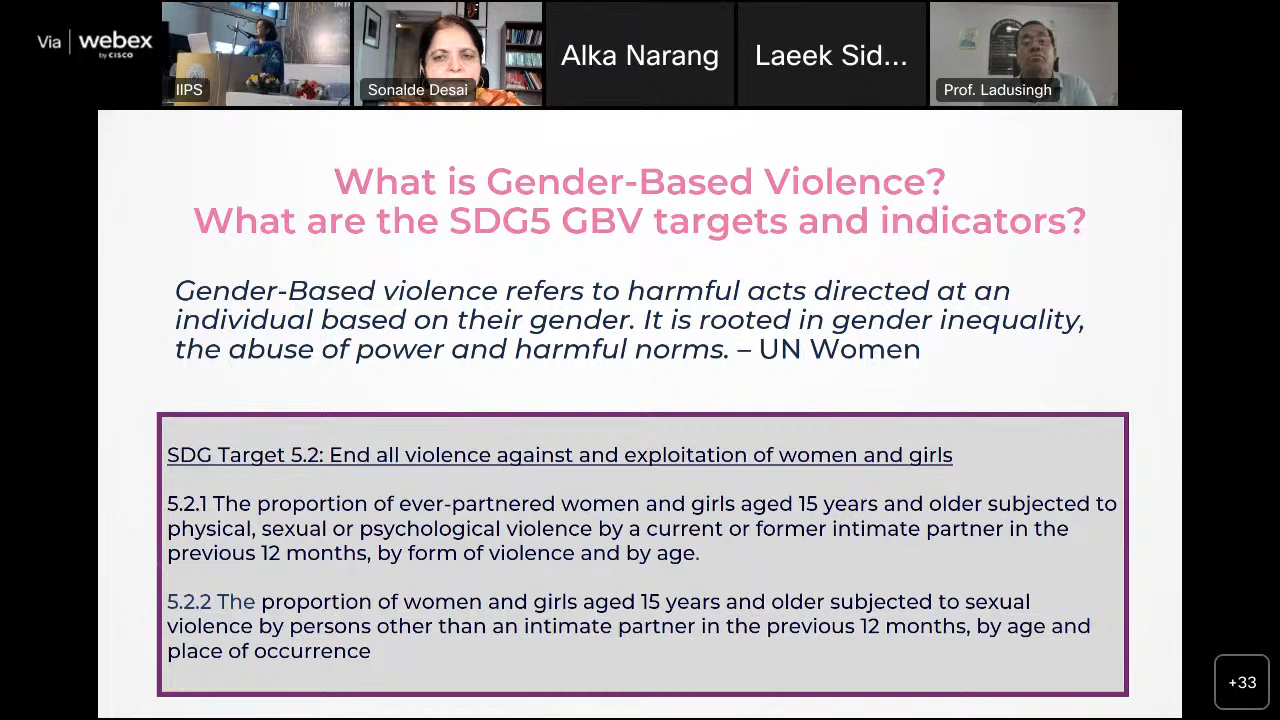 Via | webex
by CISCO
IIPS
Sonalde Desai
Alka Narang
Laeek Sid...
Prof. Ladusingh
What is Gender-Based Violence?
What are the SDG5 GBV targets and indicators?
Gender-Based violence refers to harmful acts directed at an
individual based on their gender. It is rooted in gender inequality,
the abuse of power and harmful norms. – UN Women
SDG Target 5.2: End all violence against and exploitation of women and girls
5.2.1 The proportion of ever-partnered women and girls aged 15 years and older subjected to
physical, sexual or psychological violence by a current or former intimate partner in the
previous 12 months, by form of violence and by age.
5.2.2 The proportion of women and girls aged 15 years and older subjected to sexual
violence by persons other than an intimate partner in the previous 12 months, by age and
place of occurrence
+33